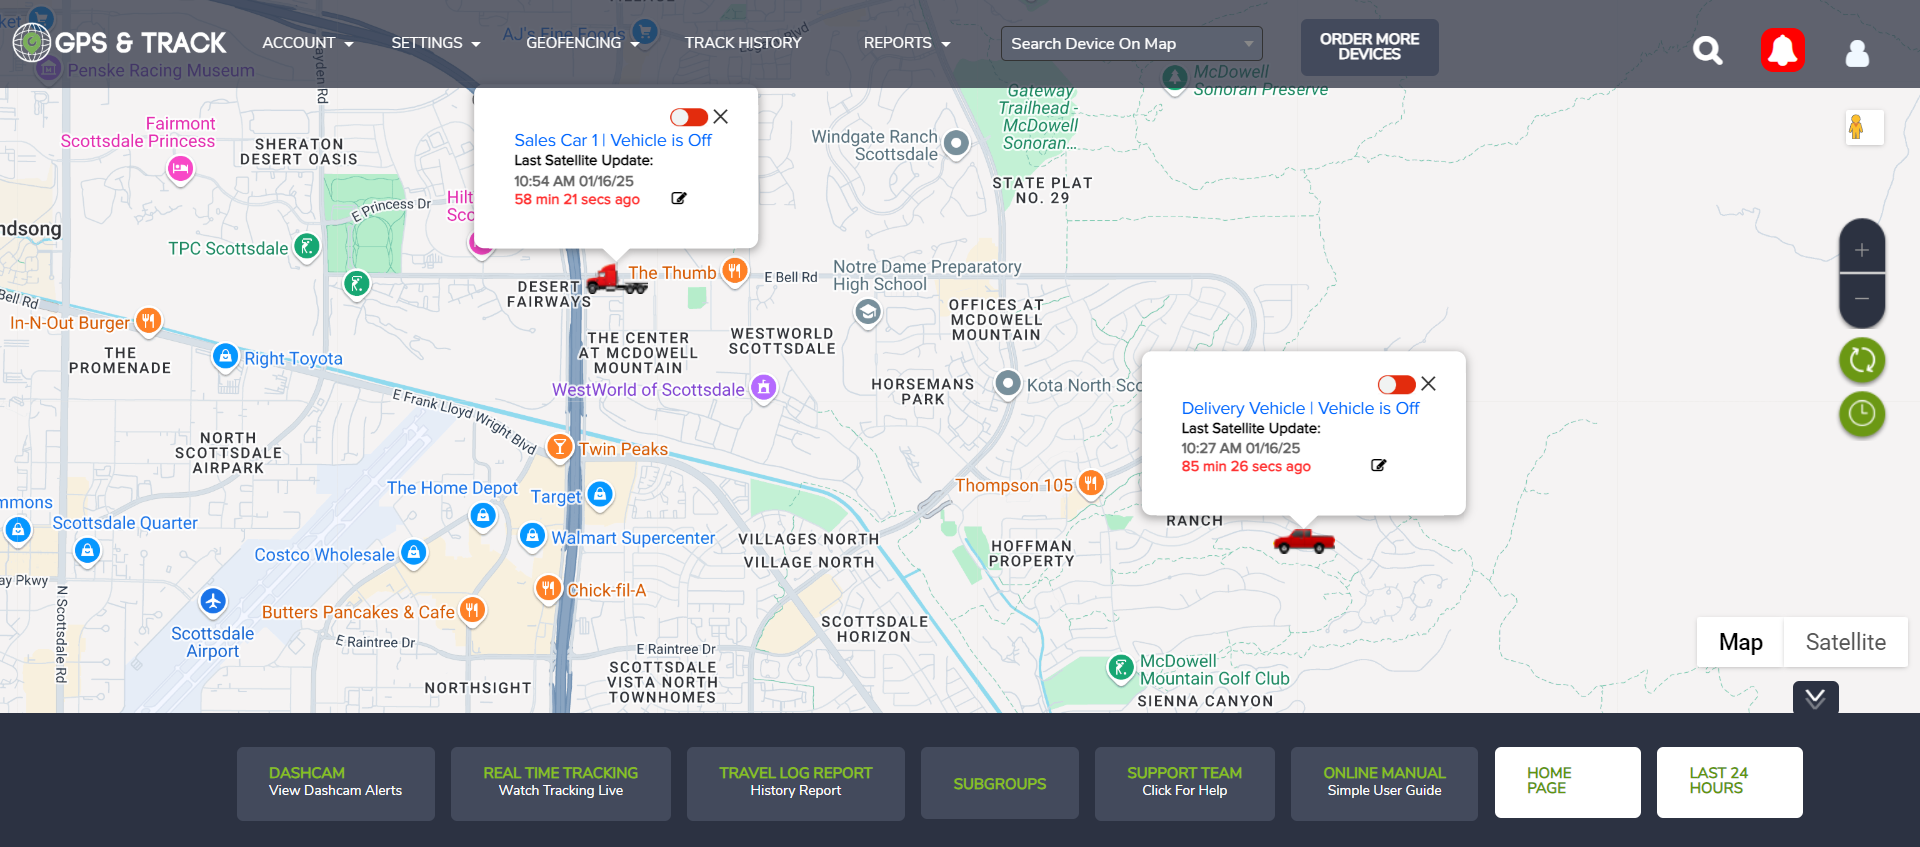 GPS & TRACK
ACCOUNT
SETTINGS
GEOFENCING
TRACK HISTORY
REPORTS
Search Device On Map
ORDER MORE
DEVICES
AJ's Fine Foods
Penske Racing Museum
McDowell
Sonoran Preserve
Gateway
Trailhead -
McDowell
Sonoran...
Fairmont
Scottsdale Princess
SHERATON
DESERT OASIS
Sales Car 1 | Vehicle is Off
Last Satellite Update:
10:54 AM 01/16/25
58 min 21 secs ago
Windgate Ranch
Scottsdale
STATE PLAT
NO. 29
E Princess Dr
Hilt
Sco
ndsong
TPC Scottsdale
The Thumb
E Bell Rd
Notre Dame Preparatory
High School
DESERT
FAIRWAYS
Bell Rd
In-N-Out Burger
OFFICES AT
MCDOWELL
MOUNTAIN
THE CENTER
AT MCDOWELL
MOUNTAIN
WESTWORLD
SCOTTSDALE
THE
PROMENADE
Right Toyota
WestWorld of Scottsdale
HORSEMANS
PARK
Kota North Sco
Delivery Vehicle | Vehicle is Off
Last Satellite Update:
10:27 AM 01/16/25
85 min 26 secs ago
E Frank Lloyd Wright Blvd
NORTH
SCOTTSDALE
AIRPARK
Twin Peaks
The Home Depot
Target
Thompson 105
mmons
Scottsdale Quarter
RANCH
Costco Wholesale
Walmart Supercenter
VILLAGES NORTH
VILLAGE NORTH
HOFFMAN
PROPERTY
ay Pkwy
N Scottsdale Rd
Chick-fil-A
Butters Pancakes & Cafe
Scottsdale
Airport
E Raintree Dr
E Raintree Dr
SCOTTSDALE
HORIZON
SCOTTSDALE
VISTA NORTH
TOWNHOMES
NORTHSIGHT
McDowell
Mountain Golf Club
SIENNA CANYON
Map
Satellite
DASHCAM
View Dashcam Alerts
REAL TIME TRACKING
Watch Tracking Live
TRAVEL LOG REPORT
History Report
SUBGROUPS
SUPPORT TEAM
Click For Help
ONLINE MANUAL
Simple User Guide
HOME
PAGE
LAST 24
HOURS